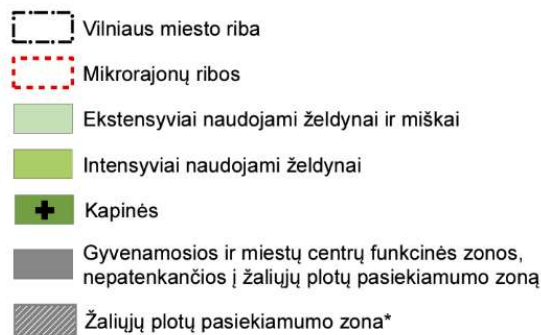 Vilniaus miesto riba
Mikrorajonų ribos
Ekstensyviai naudojami želdynai ir miškai
Intensyviai naudojami želdynai
Kapinės
Gyvenamosios ir miestų centrų funkcinės zonos,
nepatenkančios į žaliųjų plotų pasiekiamumo zoną
Žaliųjų plotų pasiekiamumo zona*